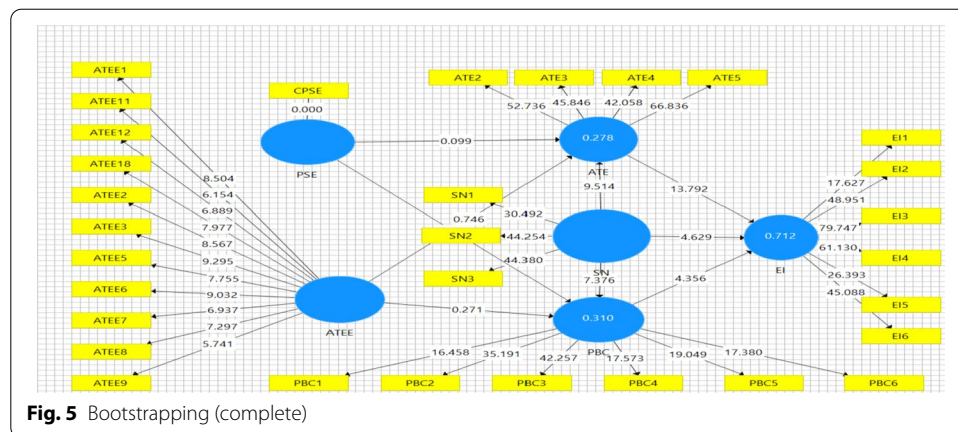 ATEE1
ATEE11
ATEE12
ATEE18
ATEE2
ATEE3
ATEE5
ATEE6
ATEE7
ATEE8
ATEE9
8.504
6.154
6.889
7.977
8.567
9.295
7.755
9.032
6.937
7.297
5.741
ATEE
CPSE
0.000
PSE
0.099
0.746
0.271
ATE2
ATE3
ATE4
ATE5
52.736
45.846
42.058
66.836
0.278
ATE
9.514
13.792
SN1
SN2
SN3
30.492
44.254
44.380
SN
4.629
7.376
4.356
0.310
PBC
16.458
35.191
42.257
17.573
19.049
17.380
PBC1
PBC2
PBC3
PBC4
PBC5
PBC6
0.712
EI
17.627
48.951
79.747
61.130
26.393
45.088
EI1
EI2
EI3
EI4
EI5
EI6
Fig. 5 Bootstrapping (complete)